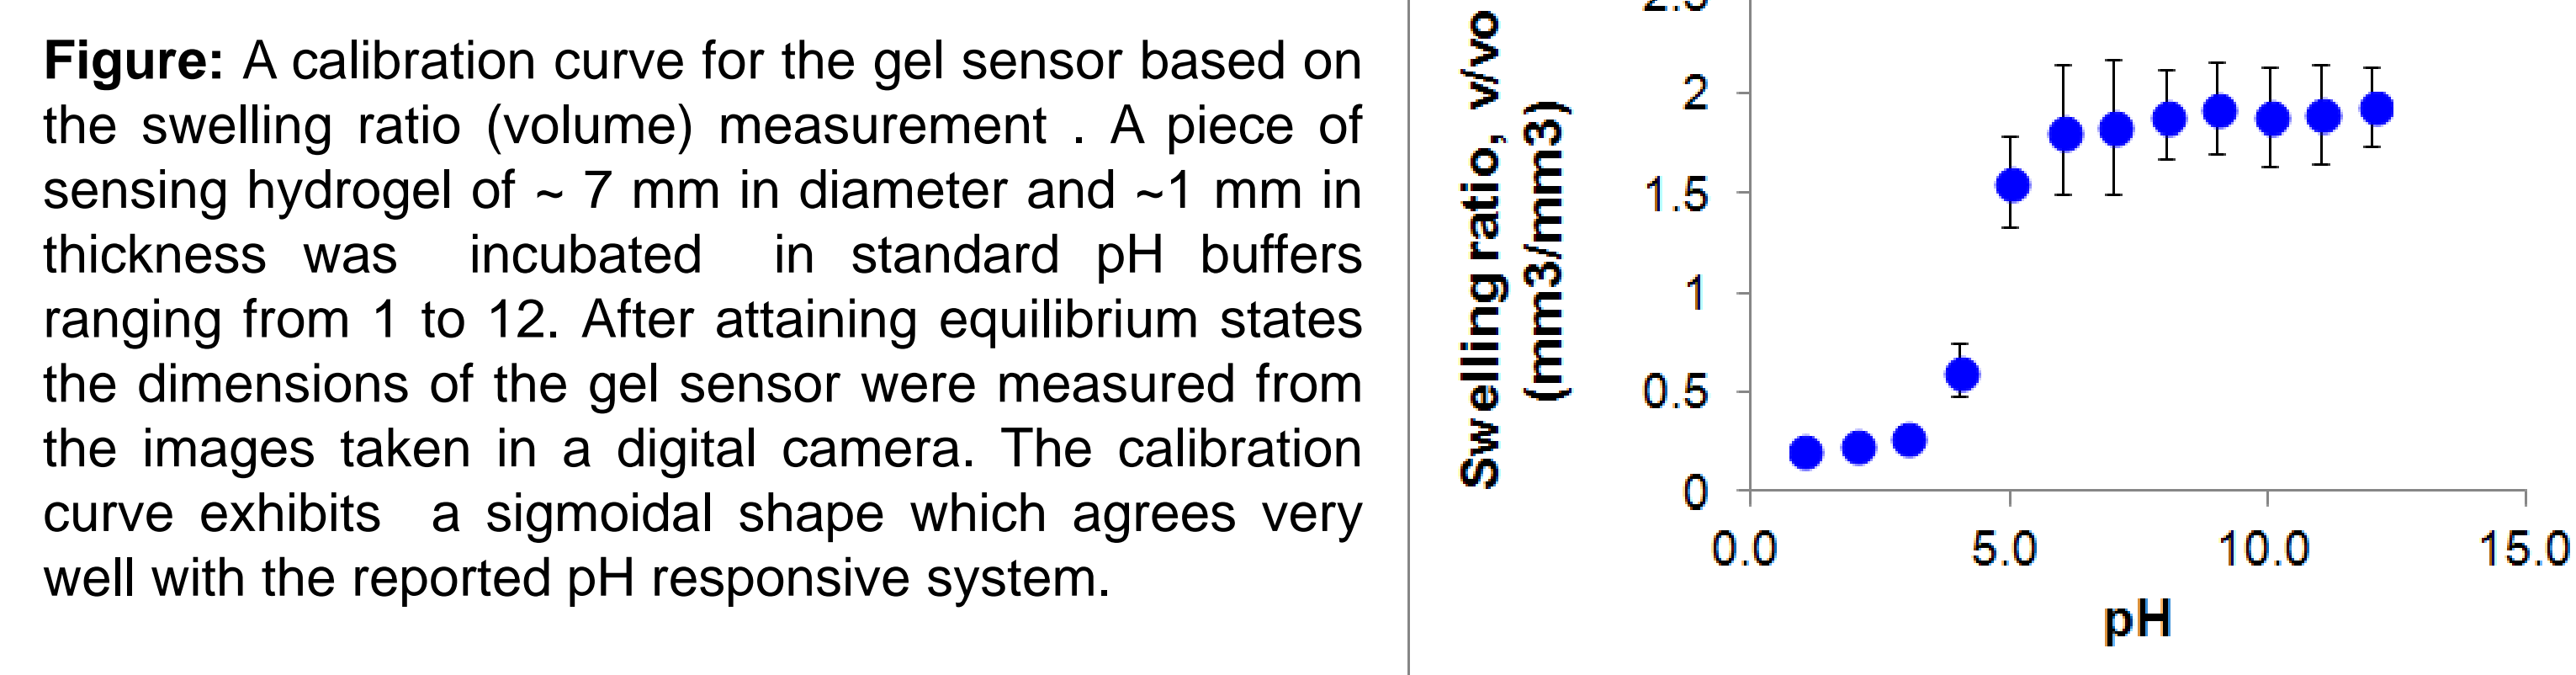 Figure: A calibration curve for the gel sensor based on
the swelling ratio (volume) measurement . A piece of
sensing hydrogel of ~ 7 mm in diameter and ~1 mm in
thickness was incubated in standard pH buffers
ranging from 1 to 12. After attaining equilibrium states
the dimensions of the gel sensor were measured from
the images taken in a digital camera. The calibration
curve exhibits a sigmoidal shape which agrees very
well with the reported pH responsive system.
Swelling ratio, v/vo
(mm3/mm3)
2.5
2
1.5
1
0.5
0
0.0 5.0 10.0 15.0
pH